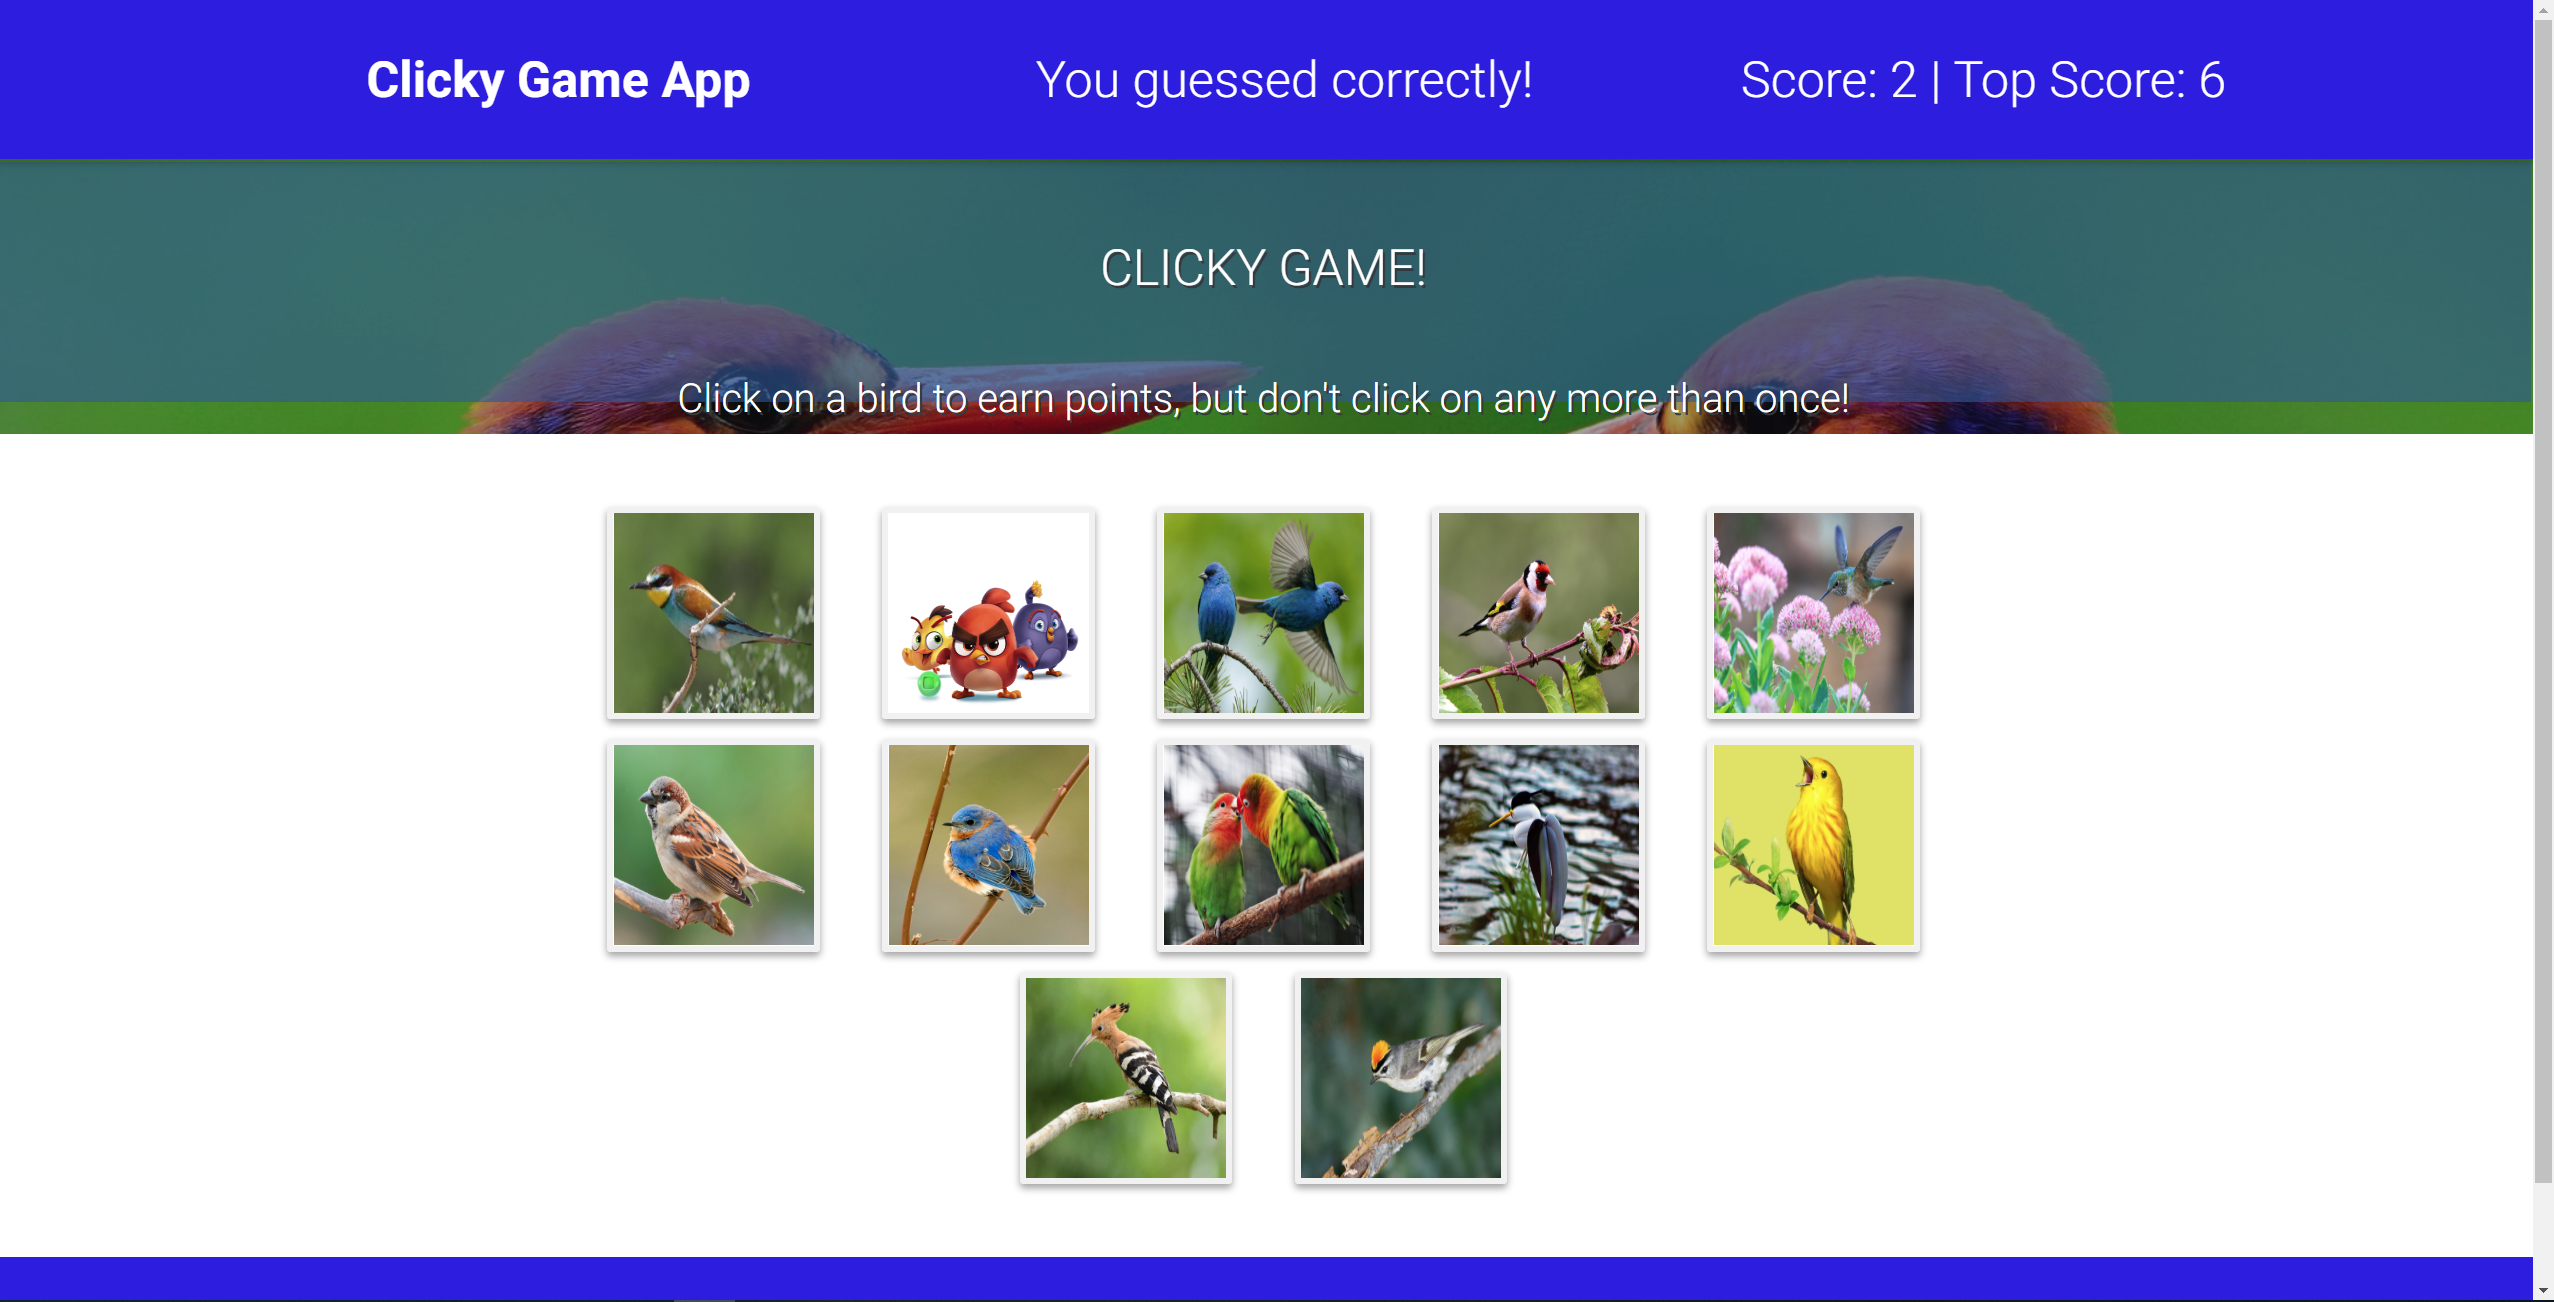 Clicky Game App
You guessed correctly!
Score: 2 | Top Score: 6
CLICKY GAME!
Click on a bird to earn points, but don't click on any more than once!